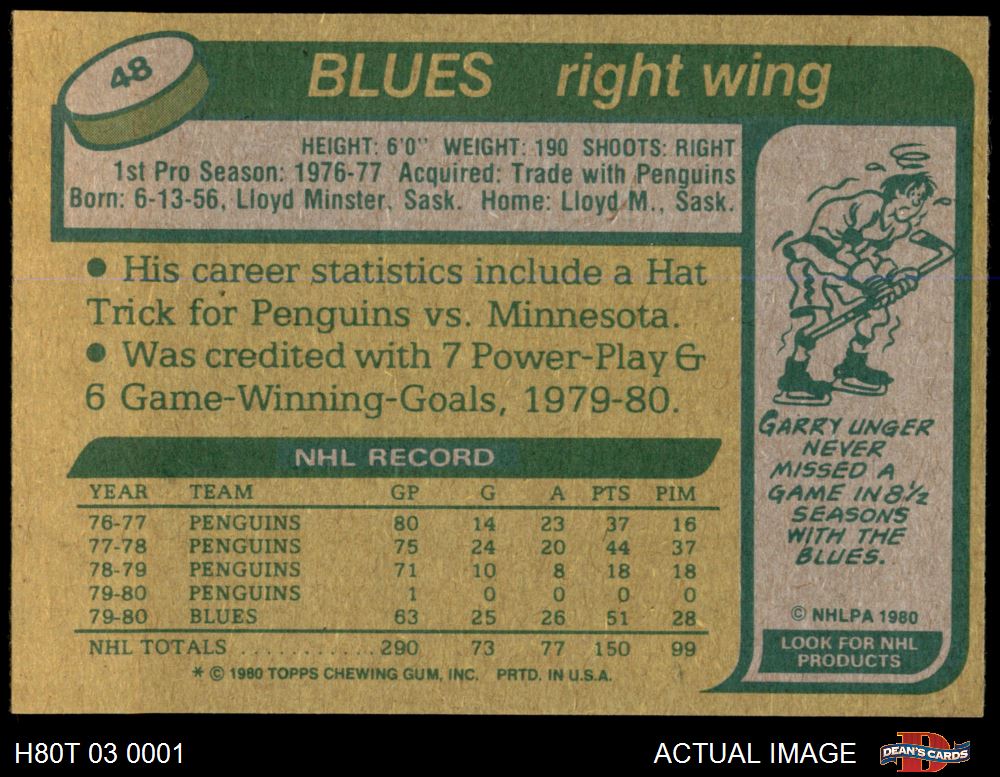 48
BLUES right wing
HEIGHT: 6'0" WEIGHT: 190 SHOOTS: RIGHT
1st Pro Season: 1976-77 Acquired: Trade with Penguins
Born: 6-13-56, Lloyd Minster, Sask. Home: Lloyd M., Sask.
• His career statistics include a Hat
Trick for Penguins vs. Minnesota.
• Was credited with 7 Power-Play &
6 Game-Winning-Goals, 1979-80.
NHL RECORD
YEAR TEAM GP G A PTS PIM
76-77 PENGUINS 80 14 23 37 16
77-78 PENGUINS 75 24 20 44 37
78-79 PENGUINS 71 10 8 18 18
79-80 PENGUINS 1 0 0 0 0
79-80 BLUES 63 25 26 51 28
NHL TOTALS ............ 290 73 77 150 99
* © 1980 TOPPS CHEWING GUM, INC. PRTD. IN U.S.A.
GARRY UNGER
NEVER
MISSED A
GAME IN 8½
SEASONS
WITH THE
BLUES.
© NHLPA 1980
LOOK FOR NHL
PRODUCTS
H80T 03 0001
ACTUAL IMAGE
DEAN'S CARDS